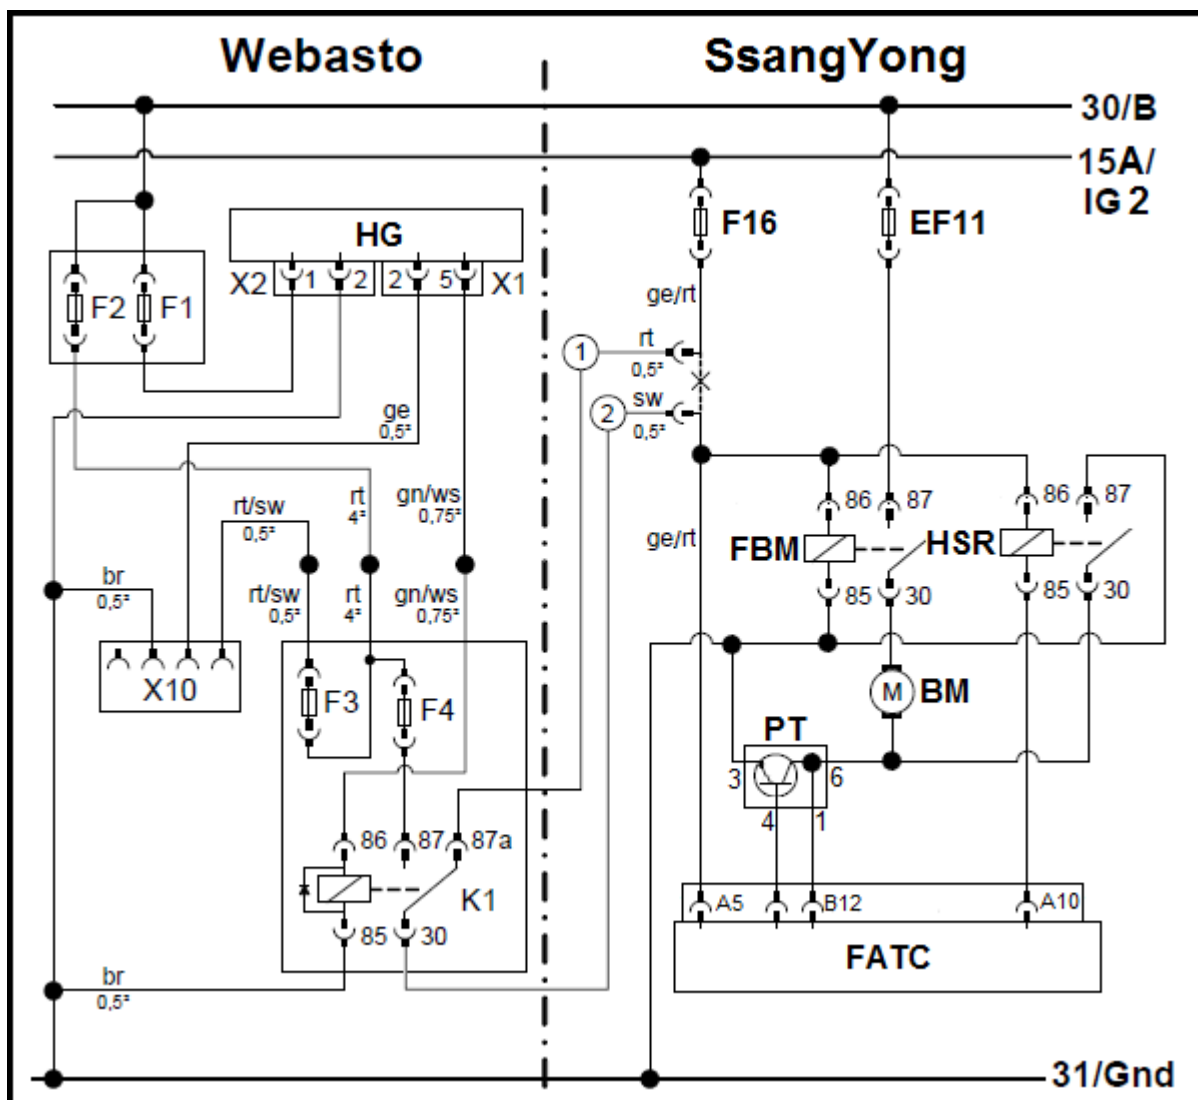 Webasto SsangYong
30/B
15A/
IG 2
F16 EF11
HG
X2 1 2 2 5 X1
F2 F1
ge/rt
1 rt
0,5²
2 sw
0,5²
ge
0,5²
rt/sw
0,5²
rt
4²
gn/ws
0,75²
86 87 86 87
ge/rt FBM HSR
85 30 85 30
br
0,5²
rt/sw
0,5²
rt
4²
gn/ws
0,75²
X10
F3 F4
M BM
PT
3 6
4 1
86 87 87a
K1
85 30
A5 B12 A10
FATC
br
0,5²
31/Gnd